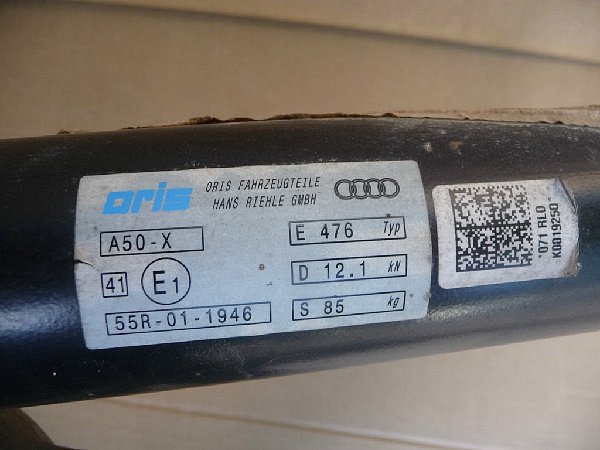 oris
ORIS FAHRZEUGTEILE
HANS RIEHLE GMBH
A50-X
E 476 Typ
41 E1
D 12.1 kN
55R-01-1946
S 85 kg
*071 RL0
K0019250